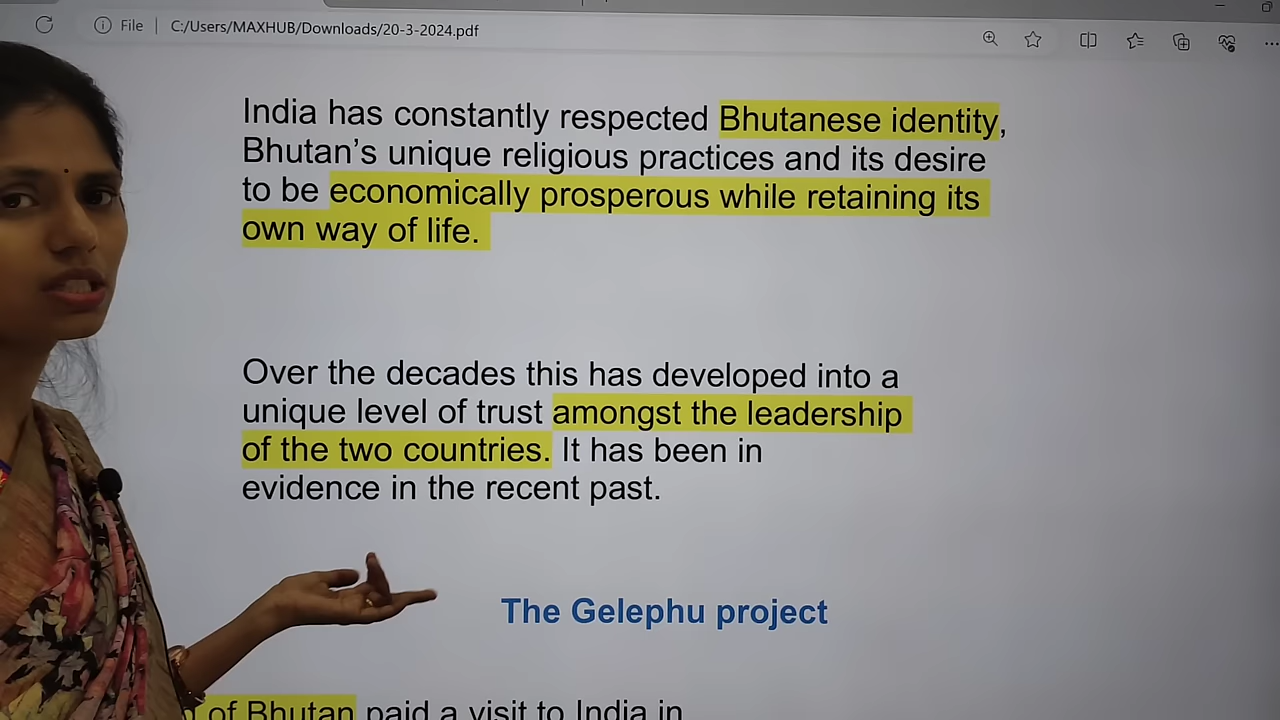 File
C:/Users/MAXHUB/Downloads/20-3-2024.pdf
India has constantly respected Bhutanese identity,
Bhutan’s unique religious practices and its desire
to be economically prosperous while retaining its
own way of life.
Over the decades this has developed into a
unique level of trust amongst the leadership
of the two countries. It has been in
evidence in the recent past.
The Gelephu project
of Bhutan paid a visit to India in